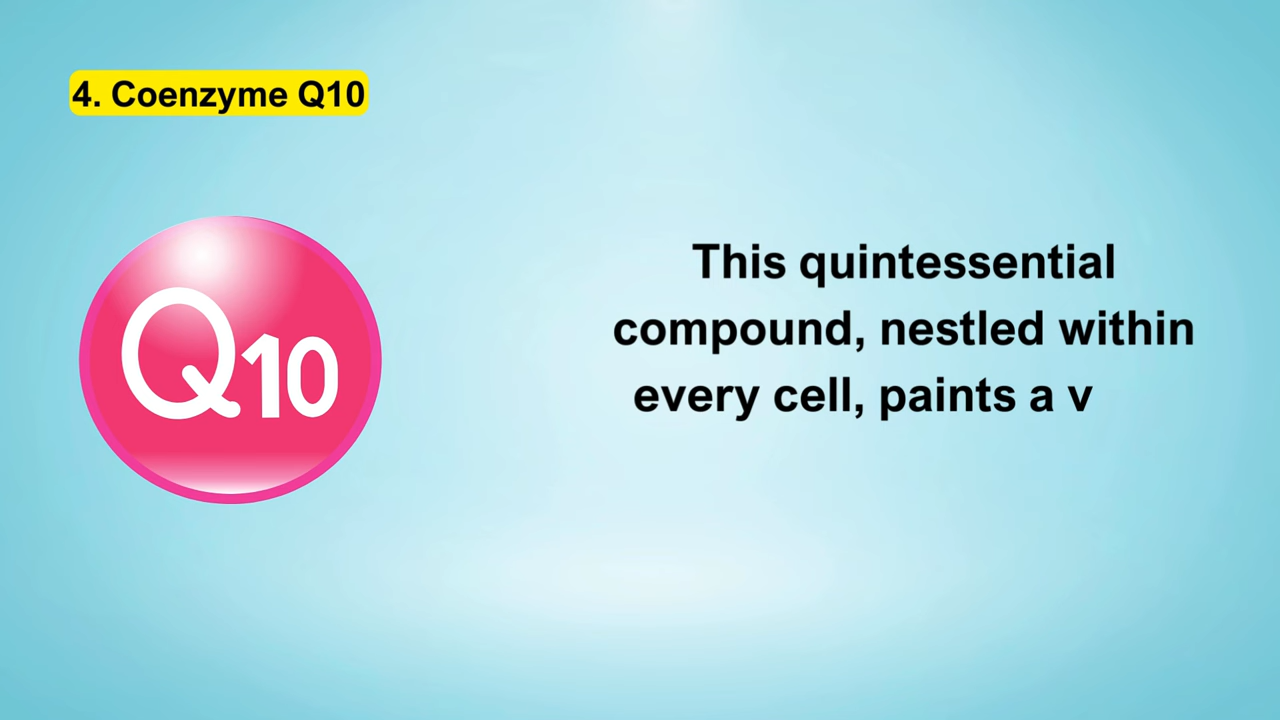 4. Coenzyme Q10
Q10
This quintessential
compound, nestled within
every cell, paints a v